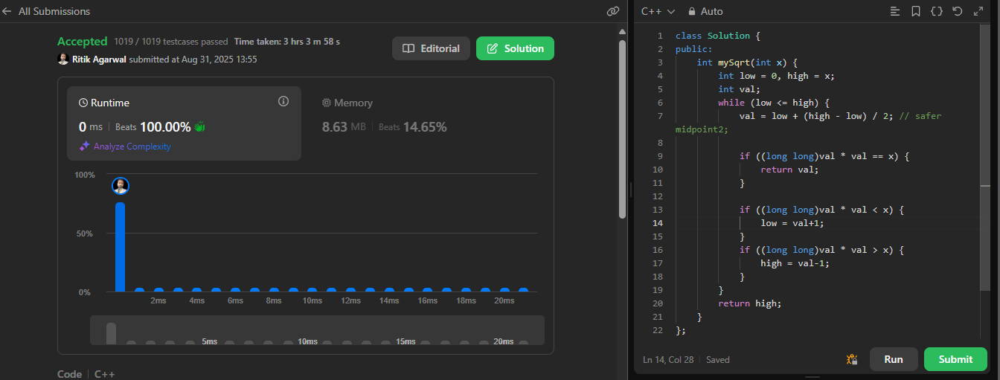 ← All Submissions
Accepted 1019 / 1019 testcases passed Time taken: 3 hrs 3 m 58 s
Ritik Agarwal submitted at Aug 31, 2025 13:55
Editorial
Solution
Runtime
0 ms | Beats 100.00%
Analyze Complexity
Memory
8.63 MB | Beats 14.65%
100%
50%
0%
2ms 4ms 6ms 8ms 10ms 12ms 14ms 16ms 18ms 20ms
5ms 10ms 15ms 20ms
Code | C++
C++ Auto
1 class Solution {
2 public:
3     int mySqrt(int x) {
4         int low = 0, high = x;
5         int val;
6         while (low <= high) {
7             val = low + (high - low) / 2; // safer
midpoint2;
8
9             if ((long long)val * val == x) {
10                 return val;
11             }
12
13             if ((long long)val * val < x) {
14                 low = val+1;
15             }
16             if ((long long)val * val > x) {
17                 high = val-1;
18             }
19         }
20         return high;
21     }
22 };
Ln 14, Col 28 | Saved
Run
Submit